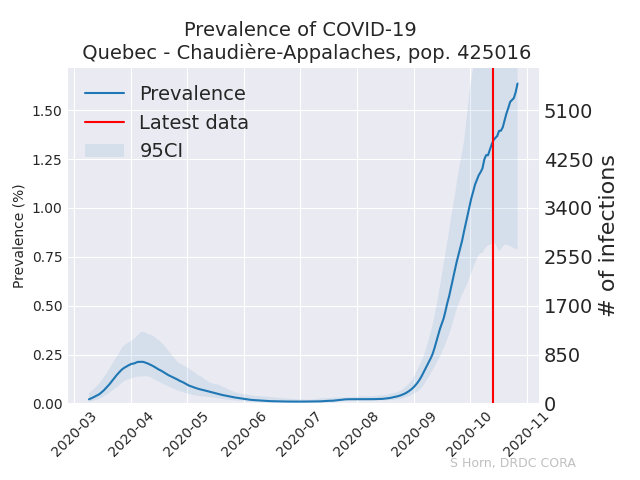 Prevalence of COVID-19
Quebec - Chaudière-Appalaches, pop. 425016
Prevalence
Latest data
95CI
Prevalence (%)
1.50
1.25
1.00
0.75
0.50
0.25
0.00
5100
4250
3400
2550
1700
850
0
# of infections
2020-03
2020-04
2020-05
2020-06
2020-07
2020-08
2020-09
2020-10
2020-11
S Horn, DRDC CORA